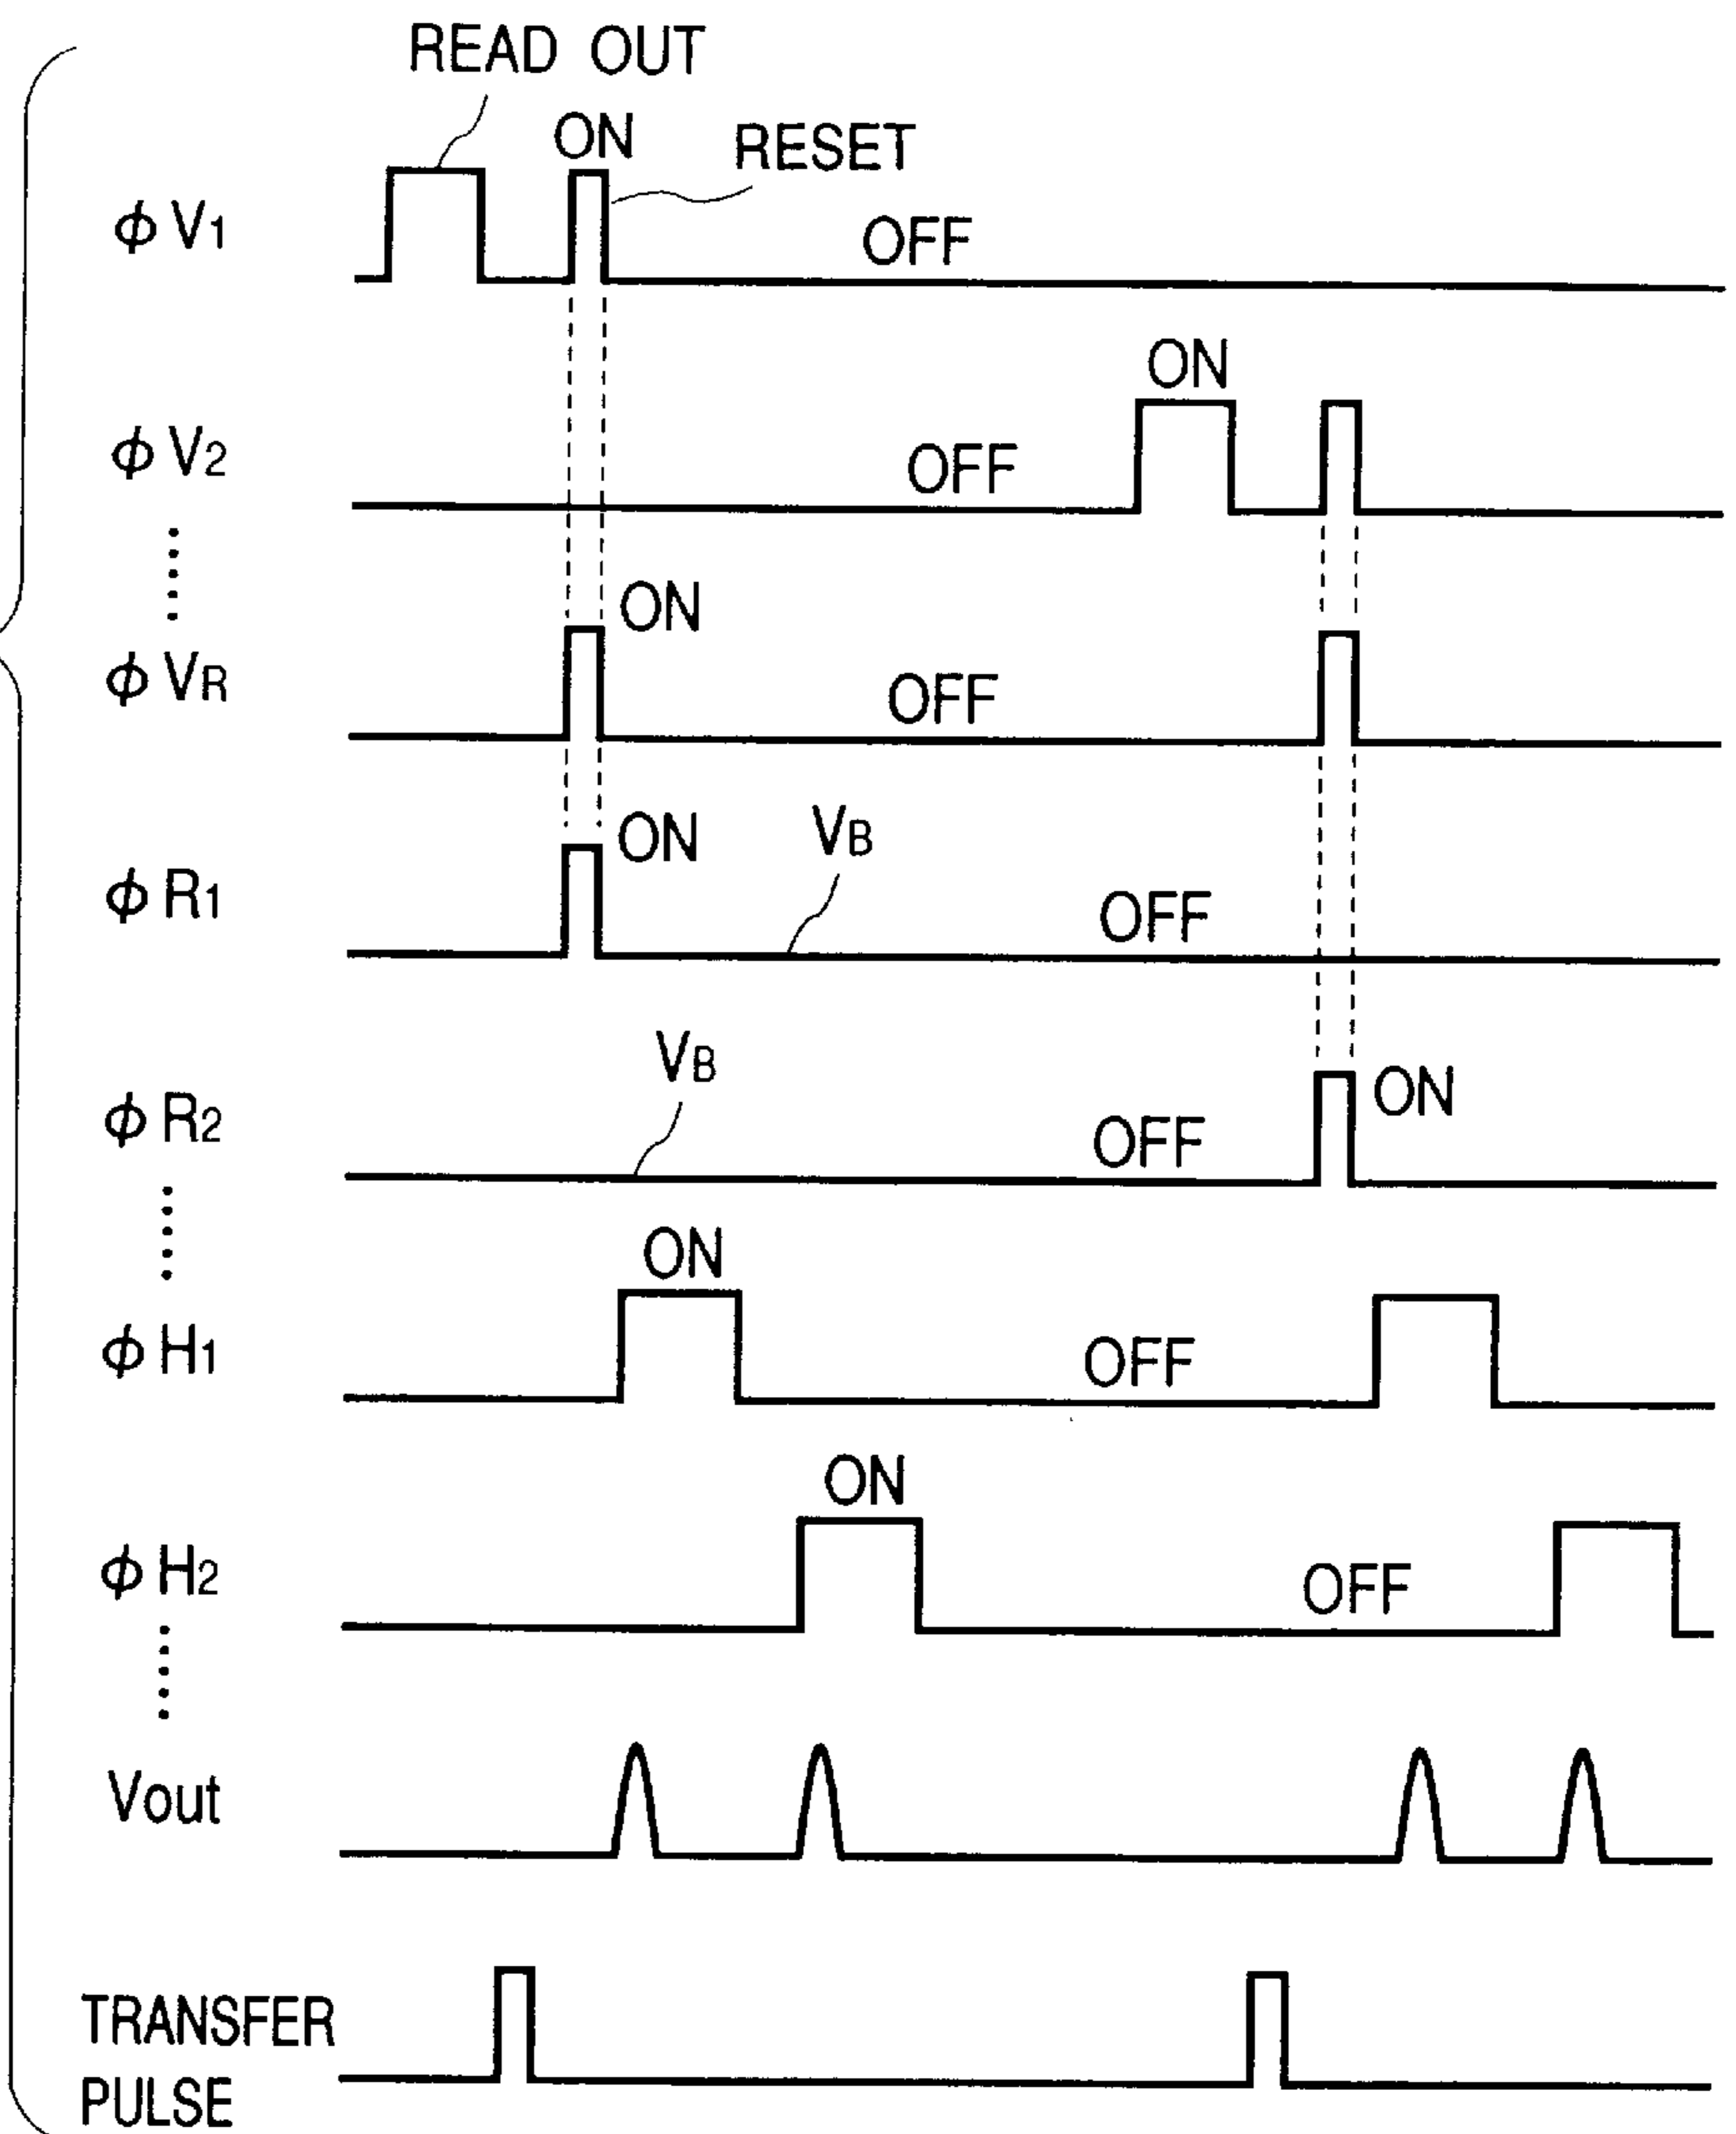 READ OUT
ON
RESET
ϕ V1
OFF
ON
ϕ V2
OFF
ON
ϕ VR
OFF
ON
VB
ϕ R1
OFF
VB
ϕ R2
OFF
ON
ON
ϕ H1
OFF
ON
ϕ H2
OFF
Vout
TRANSFER
PULSE